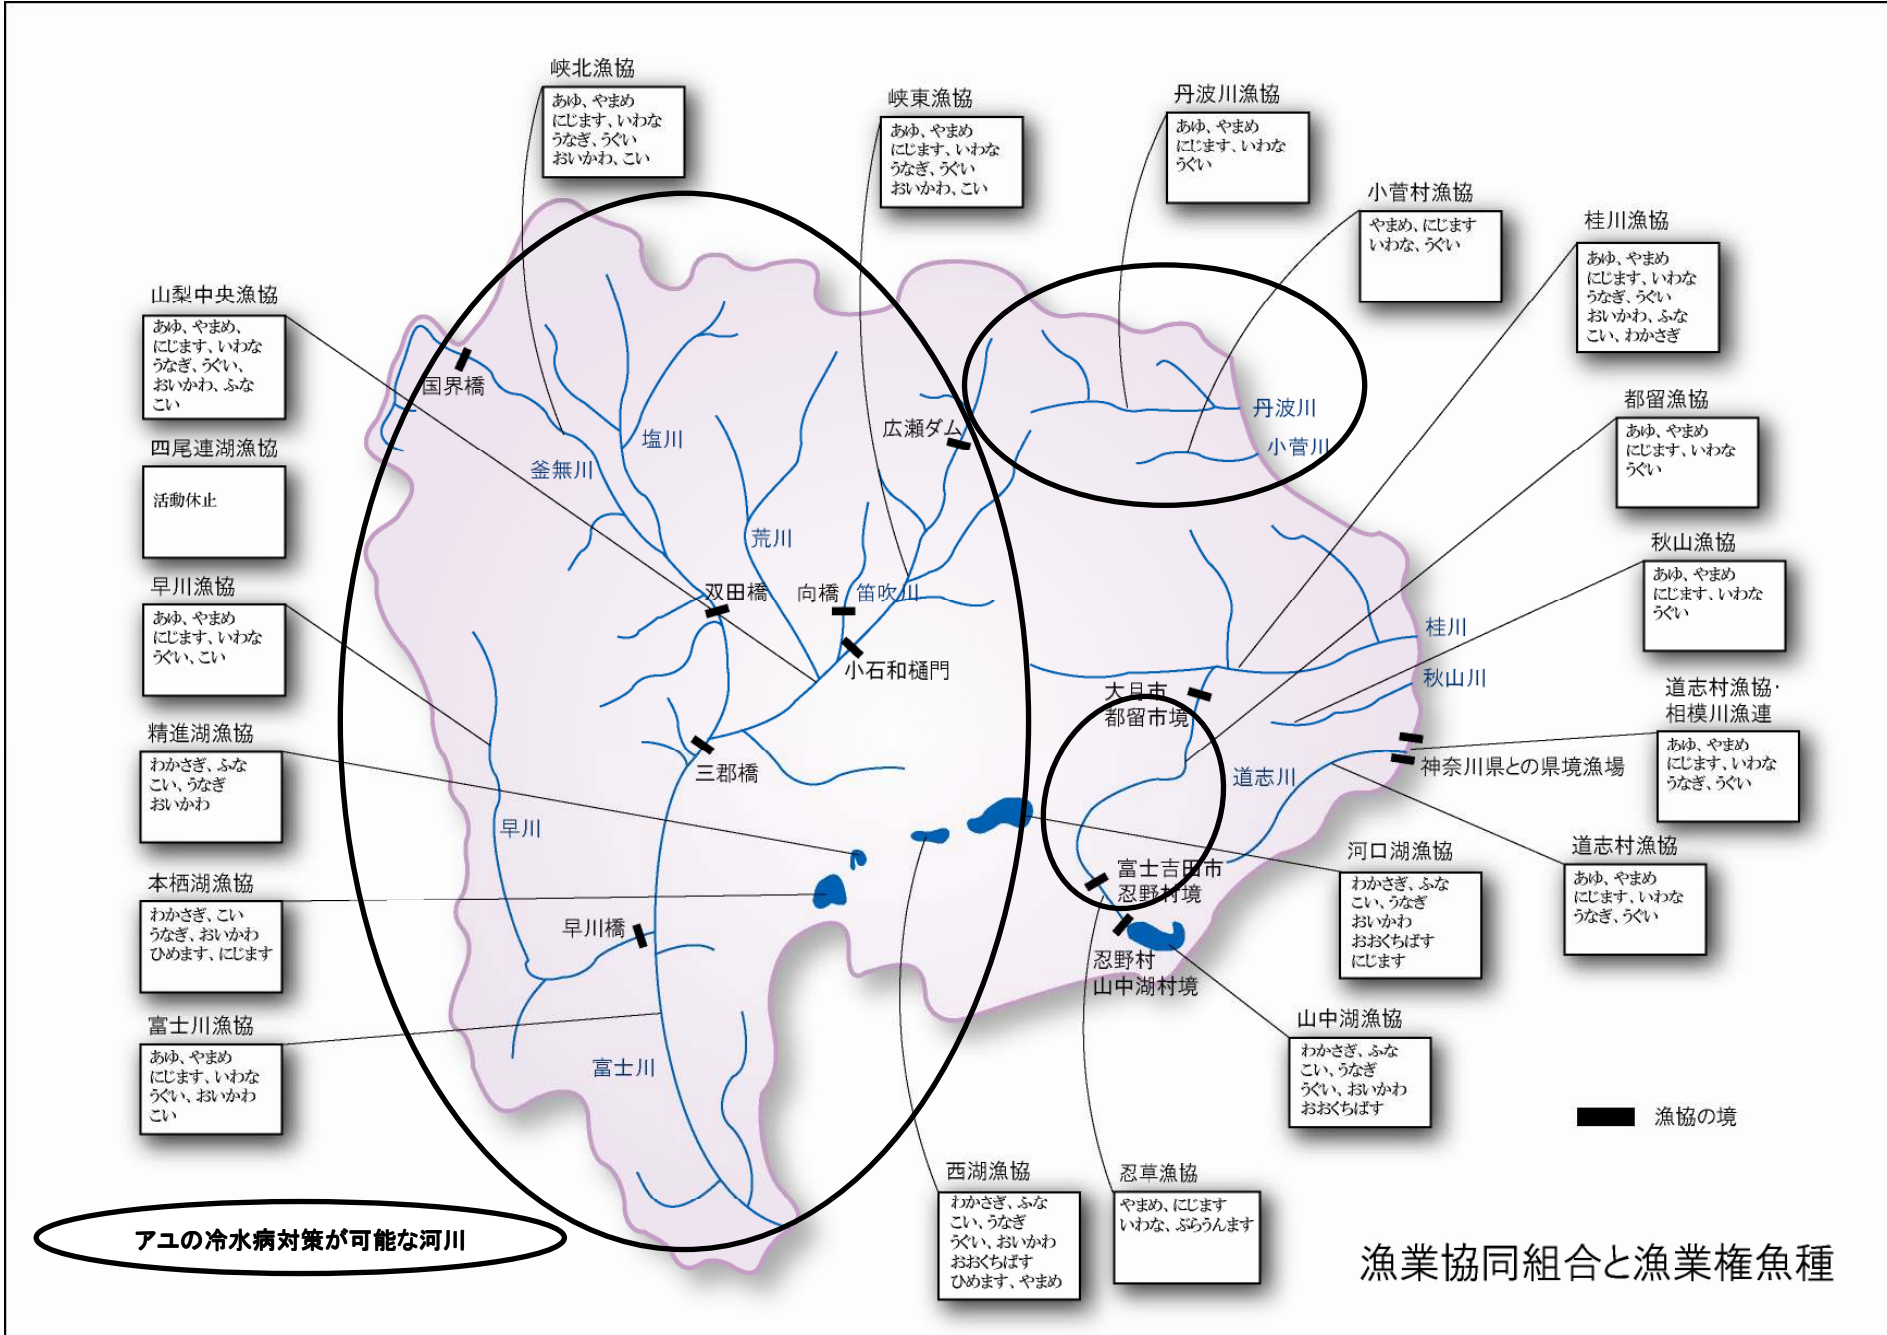 峡北漁協
あゆ、やまめ
にじます、いわな
うなぎ、うぐい
おいかわ、こい
峡東漁協
あゆ、やまめ
にじます、いわな
うなぎ、うぐい
おいかわ、こい
丹波川漁協
あゆ、やまめ
にじます、いわな
うぐい
小菅村漁協
やまめ、にじます
いわな、うぐい
桂川漁協
あゆ、やまめ
にじます、いわな
うなぎ、うぐい
おいかわ、ふな
こい、わかさぎ
山梨中央漁協
あゆ、やまめ、
にじます、いわな
うなぎ、うぐい、
おいかわ、ふな
こい
四尾連湖漁協
活動休止
早川漁協
あゆ、やまめ
にじます、いわな
うぐい、こい
精進湖漁協
わかさぎ、ふな
こい、うなぎ
おいかわ
本栖湖漁協
わかさぎ、こい
うなぎ、おいかわ
ひめます、にじます
富士川漁協
あゆ、やまめ
にじます、いわな
うぐい、おいかわ
こい
国界橋
塩川
釜無川
荒川
双田橋
向橋
笛吹川
小石和樋門
広瀬ダム
三郡橋
早川
早川橋
富士川
丹波川
小菅川
桂川
秋山川
大月市
都留市境
道志川
神奈川県との県境漁場
富士吉田市
忍野村境
忍野村
山中湖村境
都留漁協
あゆ、やまめ
にじます、いわな
うぐい
秋山漁協
あゆ、やまめ
にじます、いわな
うぐい
道志村漁協・
相模川漁連
あゆ、やまめ
にじます、いわな
うなぎ、うぐい
道志村漁協
あゆ、やまめ
にじます、いわな
うなぎ、うぐい
河口湖漁協
わかさぎ、ふな
こい、うなぎ
おいかわ
おおくちばす
にじます
山中湖漁協
わかさぎ、ふな
こい、うなぎ
うぐい、おいかわ
おおくちばす
西湖漁協
わかさぎ、ふな
こい、うなぎ
うぐい、おいかわ
おおくちばす
ひめます、やまめ
忍草漁協
やまめ、にじます
いわな、ぶらうんます
漁協の境
アユの冷水病対策が可能な河川
漁業協同組合と漁業権魚種